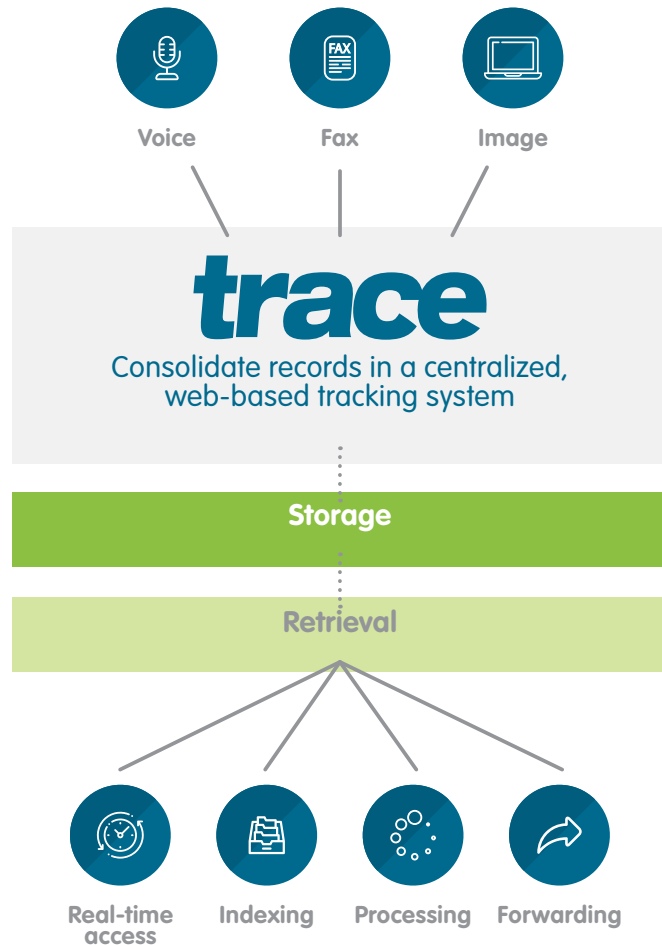 FAX
Voice
Fax
Image
trace
Consolidate records in a centralized,
web-based tracking system
Storage
Retrieval
Real-time
access
Indexing
Processing
Forwarding